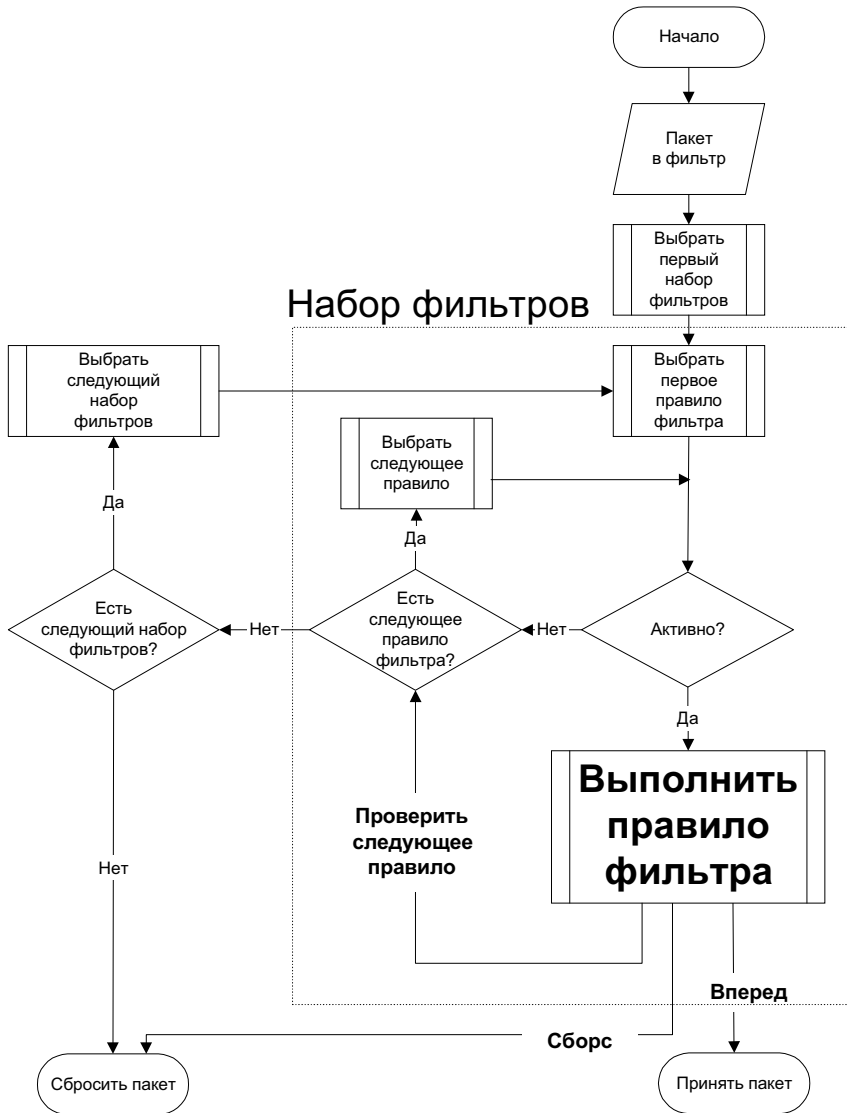 Начало
Пакет
в фильтр
Выбрать
первый
набор
фильтров
Набор фильтров
Выбрать
следующий
набор
фильтров
Выбрать
первое
правило
фильтра
Выбрать
следующее
правило
Да
Да
Есть
следующий набор
фильтров?
Нет
Есть
следующее
правило
фильтра?
Нет
Активно?
Да
Выполнить
правило
фильтра
Проверить
следующее
правило
Нет
Вперед
Сборс
Сбросить пакет
Принять пакет